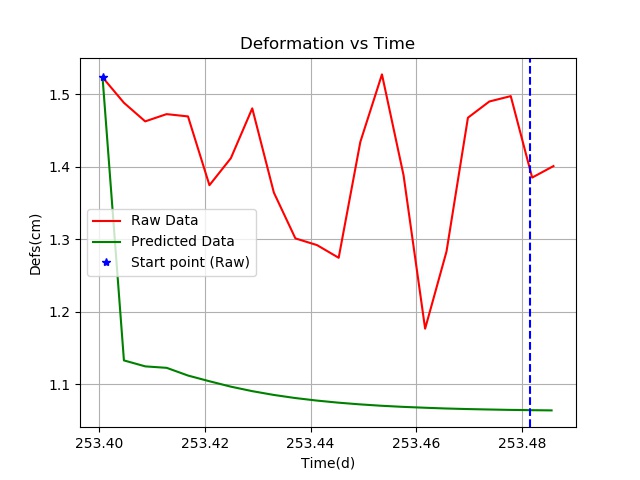 Deformation vs Time
Defs(cm)
1.5
1.4
1.3
1.2
1.1
Raw Data
Predicted Data
Start point (Raw)
253.40 253.42 253.44 253.46 253.48
Time(d)